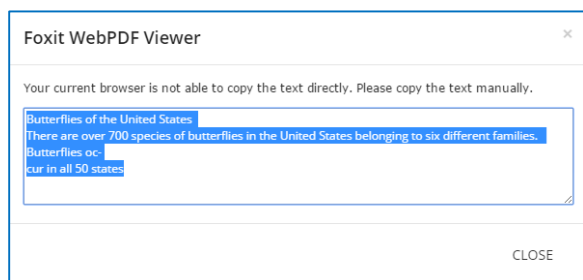 Foxit WebPDF Viewer ×
Your current browser is not able to copy the text directly. Please copy the text manually.
Butterflies of the United States
There are over 700 species of butterflies in the United States belonging to six different families.
Butterflies oc-
cur in all 50 states
CLOSE